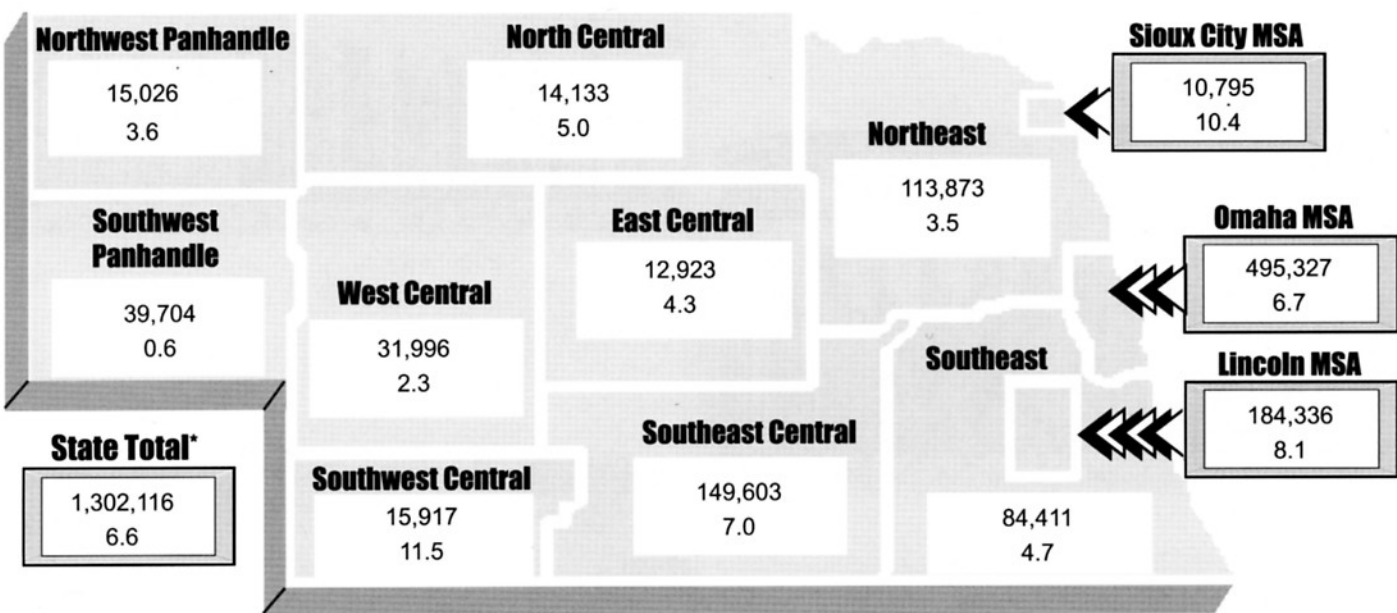 Northwest Panhandle
15,026
3.6
North Central
14,133
5.0
Sioux City MSA
10,795
10.4
Northeast
113,873
3.5
Southwest
Panhandle
39,704
0.6
West Central
31,996
2.3
East Central
12,923
4.3
Omaha MSA
495,327
6.7
Southeast
84,411
4.7
Lincoln MSA
184,336
8.1
State Total*
1,302,116
6.6
Southwest Central
15,917
11.5
Southeast Central
149,603
7.0